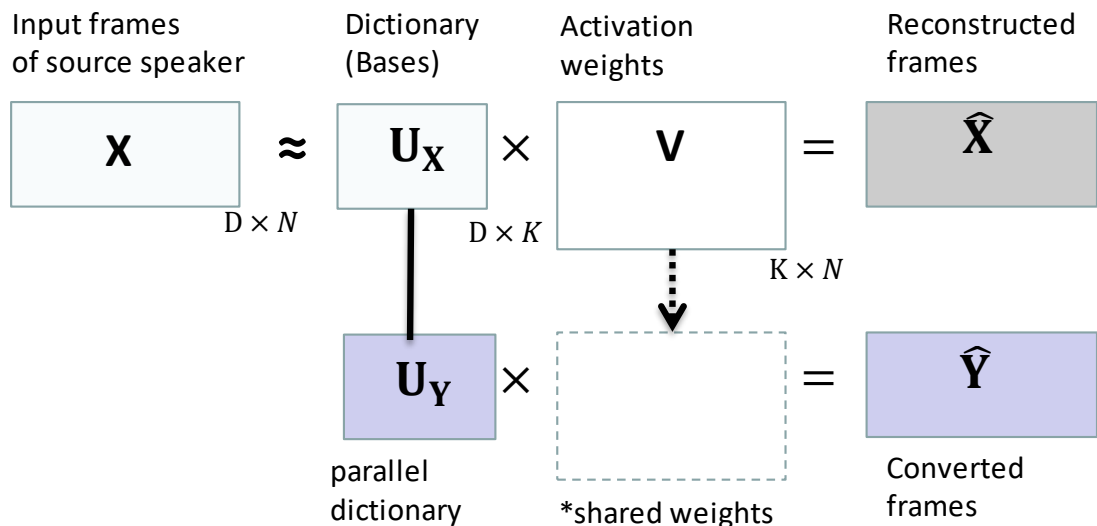 Input frames
of source speaker
Dictionary
(Bases)
Activation
weights
Reconstructed
frames
X ≈ U_X × V = X̂
D × N
D × K
K × N
U_Y × = Ŷ
parallel
dictionary
*shared weights
Converted
frames